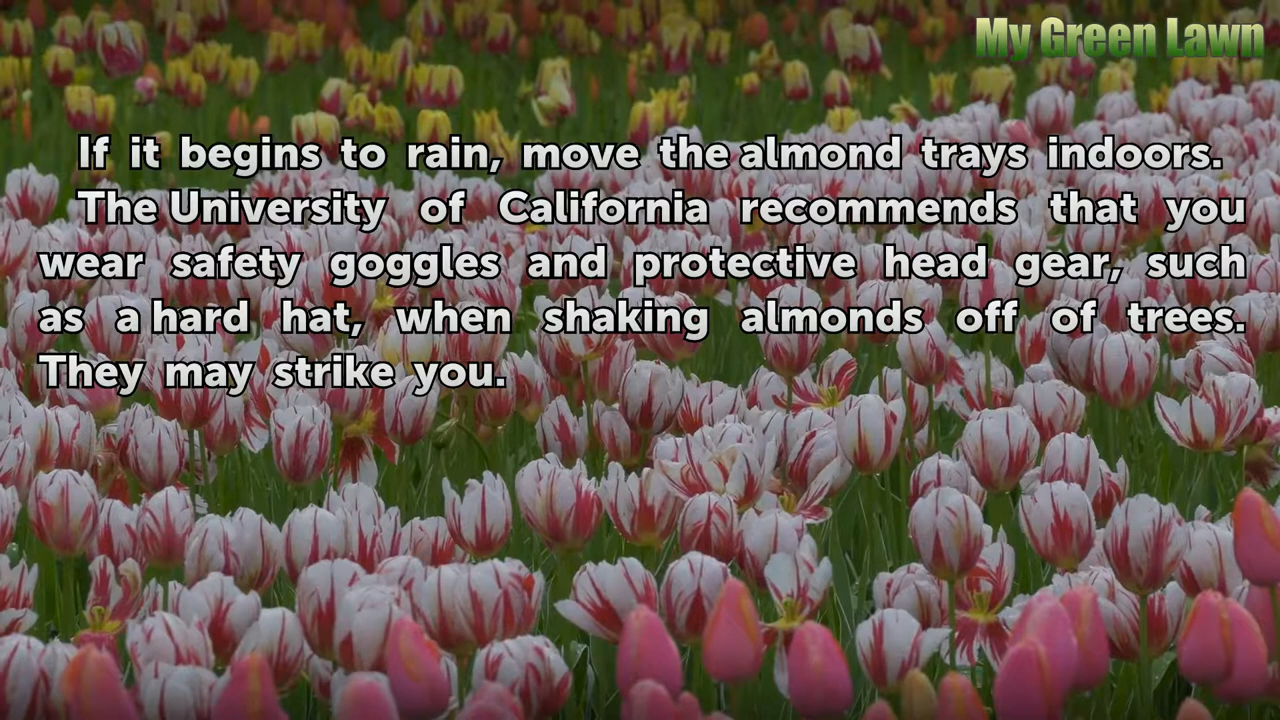 My Green Lawn
If it begins to rain, move the almond trays indoors.
The University of California recommends that you
wear safety goggles and protective head gear, such
as a hard hat, when shaking almonds off of trees.
They may strike you.